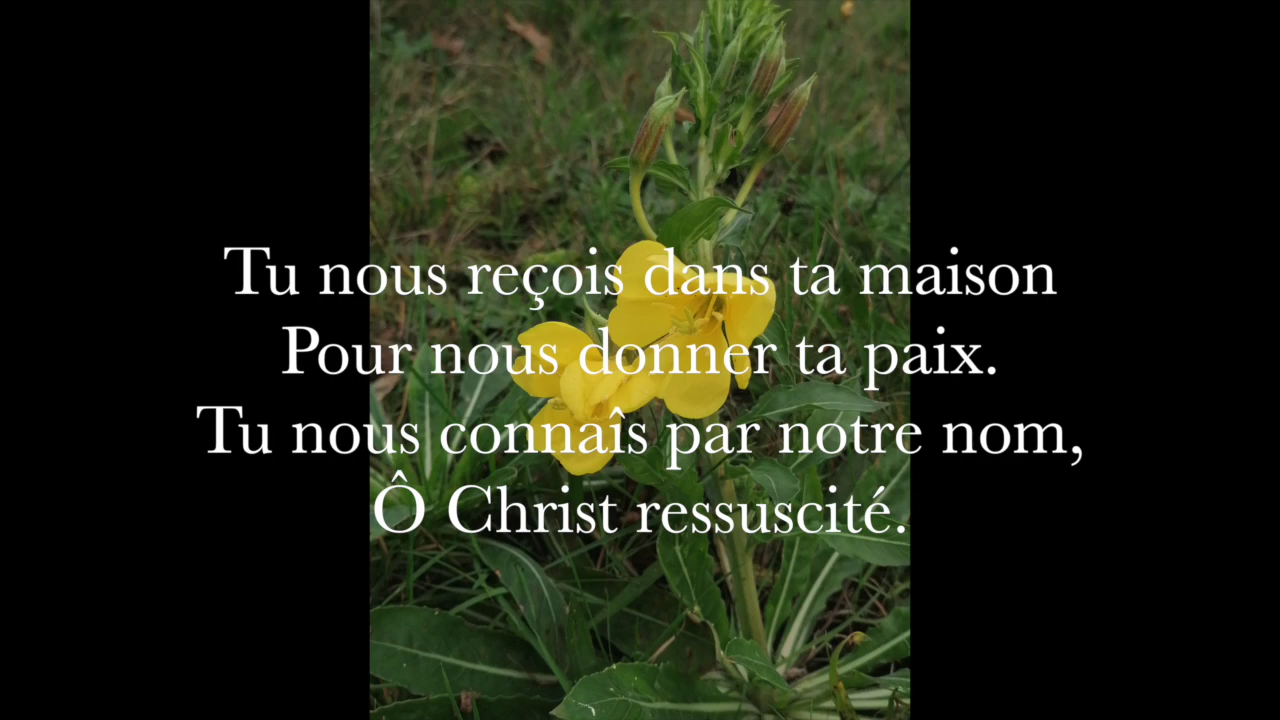 Tu nous reçois dans ta maison
Pour nous donner ta paix.
Tu nous connaîs par notre nom,
Ô Christ ressuscité.